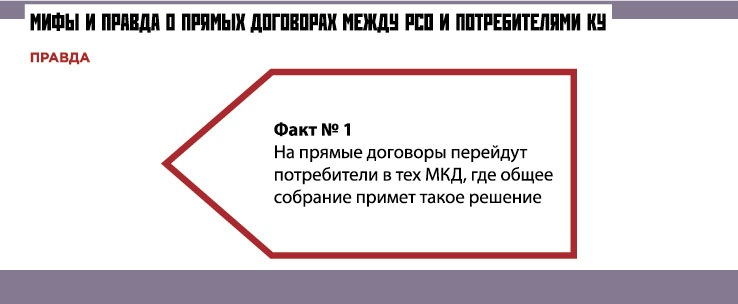 МИФЫ И ПРАВДА О ПРЯМЫХ ДОГОВОРАХ МЕЖДУ РСО И ПОТРЕБИТЕЛЯМИ КУ
ПРАВДА
Факт № 1
На прямые договоры перейдут
потребители в тех МКД, где общее
собрание примет такое решение